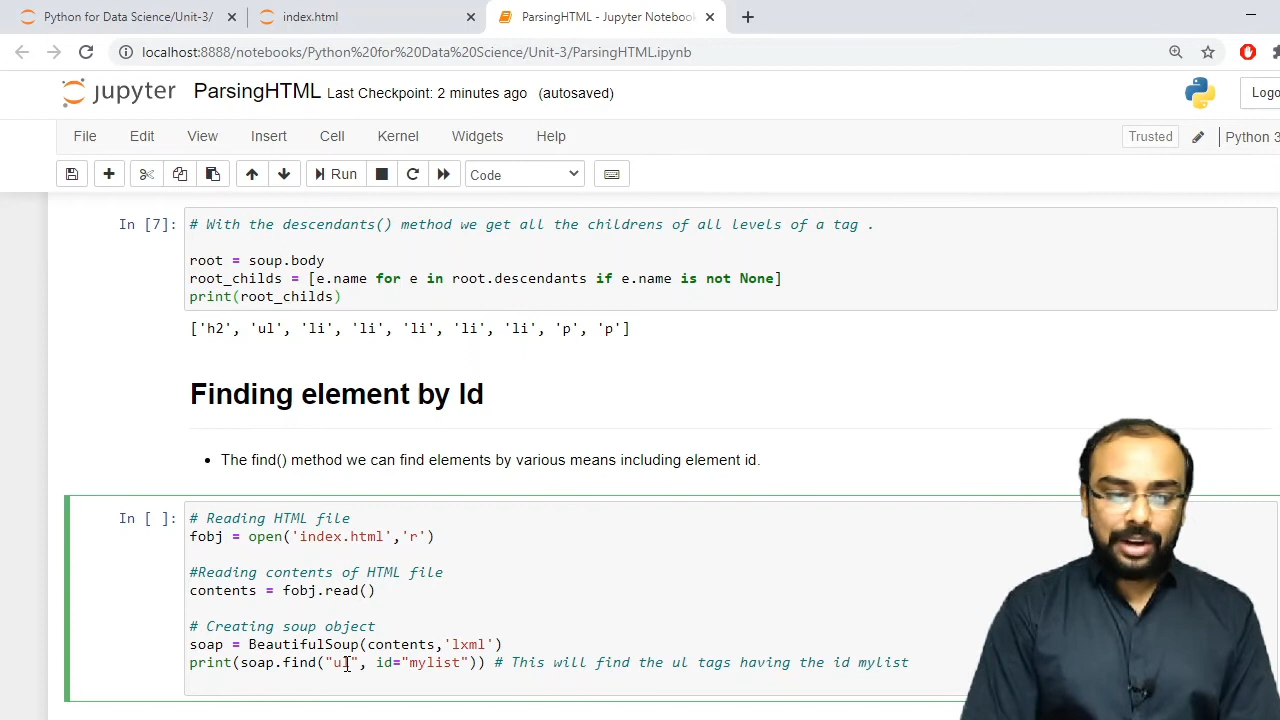 Python for Data Science/Unit-3/
index.html
ParsingHTML - Jupyter Noteboo
localhost:8888/notebooks/Python%20for%20Data%20Science/Unit-3/ParsingHTML.ipynb
jupyter ParsingHTML Last Checkpoint: 2 minutes ago (autosaved)
Logo
File Edit View Insert Cell Kernel Widgets Help
Trusted
Python 3
Run
Code
In [7]: # With the descendants() method we get all the childrens of all levels of a tag .
root = soup.body
root_childs = [e.name for e in root.descendants if e.name is not None]
print(root_childs)
['h2', 'ul', 'li', 'li', 'li', 'li', 'li', 'p', 'p']
Finding element by Id
• The find() method we can find elements by various means including element id.
In [ ]: # Reading HTML file
fobj = open('index.html','r')
#Reading contents of HTML file
contents = fobj.read()
# Creating soup object
soap = BeautifulSoup(contents,'lxml')
print(soap.find("ul", id="mylist")) # This will find the ul tags having the id mylist